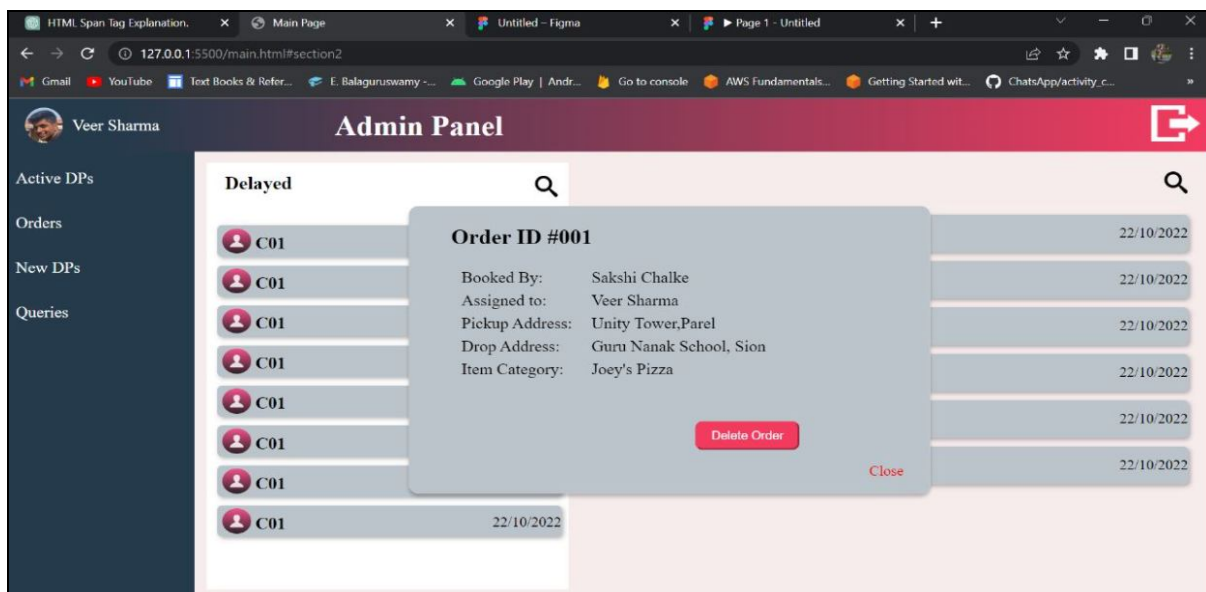 HTML Span Tag Explanation.
Main Page
Untitled – Figma
Page 1 - Untitled
127.0.0.1:5500/main.html#section2
Gmail
YouTube
Text Books & Refer...
E. Balaguruswamy -...
Google Play | Andr...
Go to console
AWS Fundamentals...
Getting Started wit...
ChatsApp/activity_c...
»
Veer Sharma
Admin Panel
Active DPs
Orders
New DPs
Queries
Delayed
C01
C01
C01
C01
C01
C01
C01
C01 22/10/2022
Order ID #001
Booked By: Sakshi Chalke
Assigned to: Veer Sharma
Pickup Address: Unity Tower,Parel
Drop Address: Guru Nanak School, Sion
Item Category: Joey's Pizza
Delete Order
Close
22/10/2022
22/10/2022
22/10/2022
22/10/2022
22/10/2022
22/10/2022